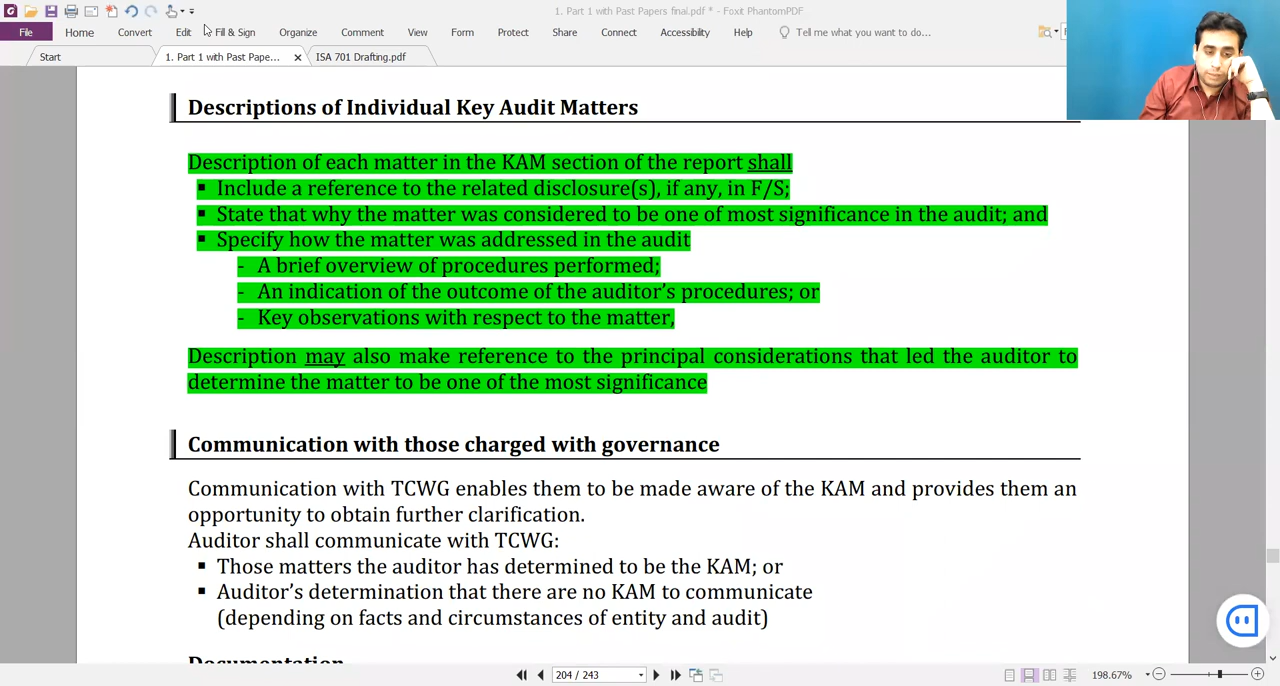 1. Part 1 with Past Papers final.pdf * - Foxit PhantomPDF
File Home Convert Edit Fill & Sign Organize Comment View Form Protect Share Connect Accessibility Help Tell me what you want to do...
Start 1. Part 1 with Past Pape... ISA 701 Drafting.pdf
Descriptions of Individual Key Audit Matters
Description of each matter in the KAM section of the report shall
▪ Include a reference to the related disclosure(s), if any, in F/S;
▪ State that why the matter was considered to be one of most significance in the audit; and
▪ Specify how the matter was addressed in the audit
- A brief overview of procedures performed;
- An indication of the outcome of the auditor's procedures; or
- Key observations with respect to the matter,
Description may also make reference to the principal considerations that led the auditor to
determine the matter to be one of the most significance
Communication with those charged with governance
Communication with TCWG enables them to be made aware of the KAM and provides them an
opportunity to obtain further clarification.
Auditor shall communicate with TCWG:
▪ Those matters the auditor has determined to be the KAM; or
▪ Auditor's determination that there are no KAM to communicate
(depending on facts and circumstances of entity and audit)
Documentation
204 / 243
198.67%